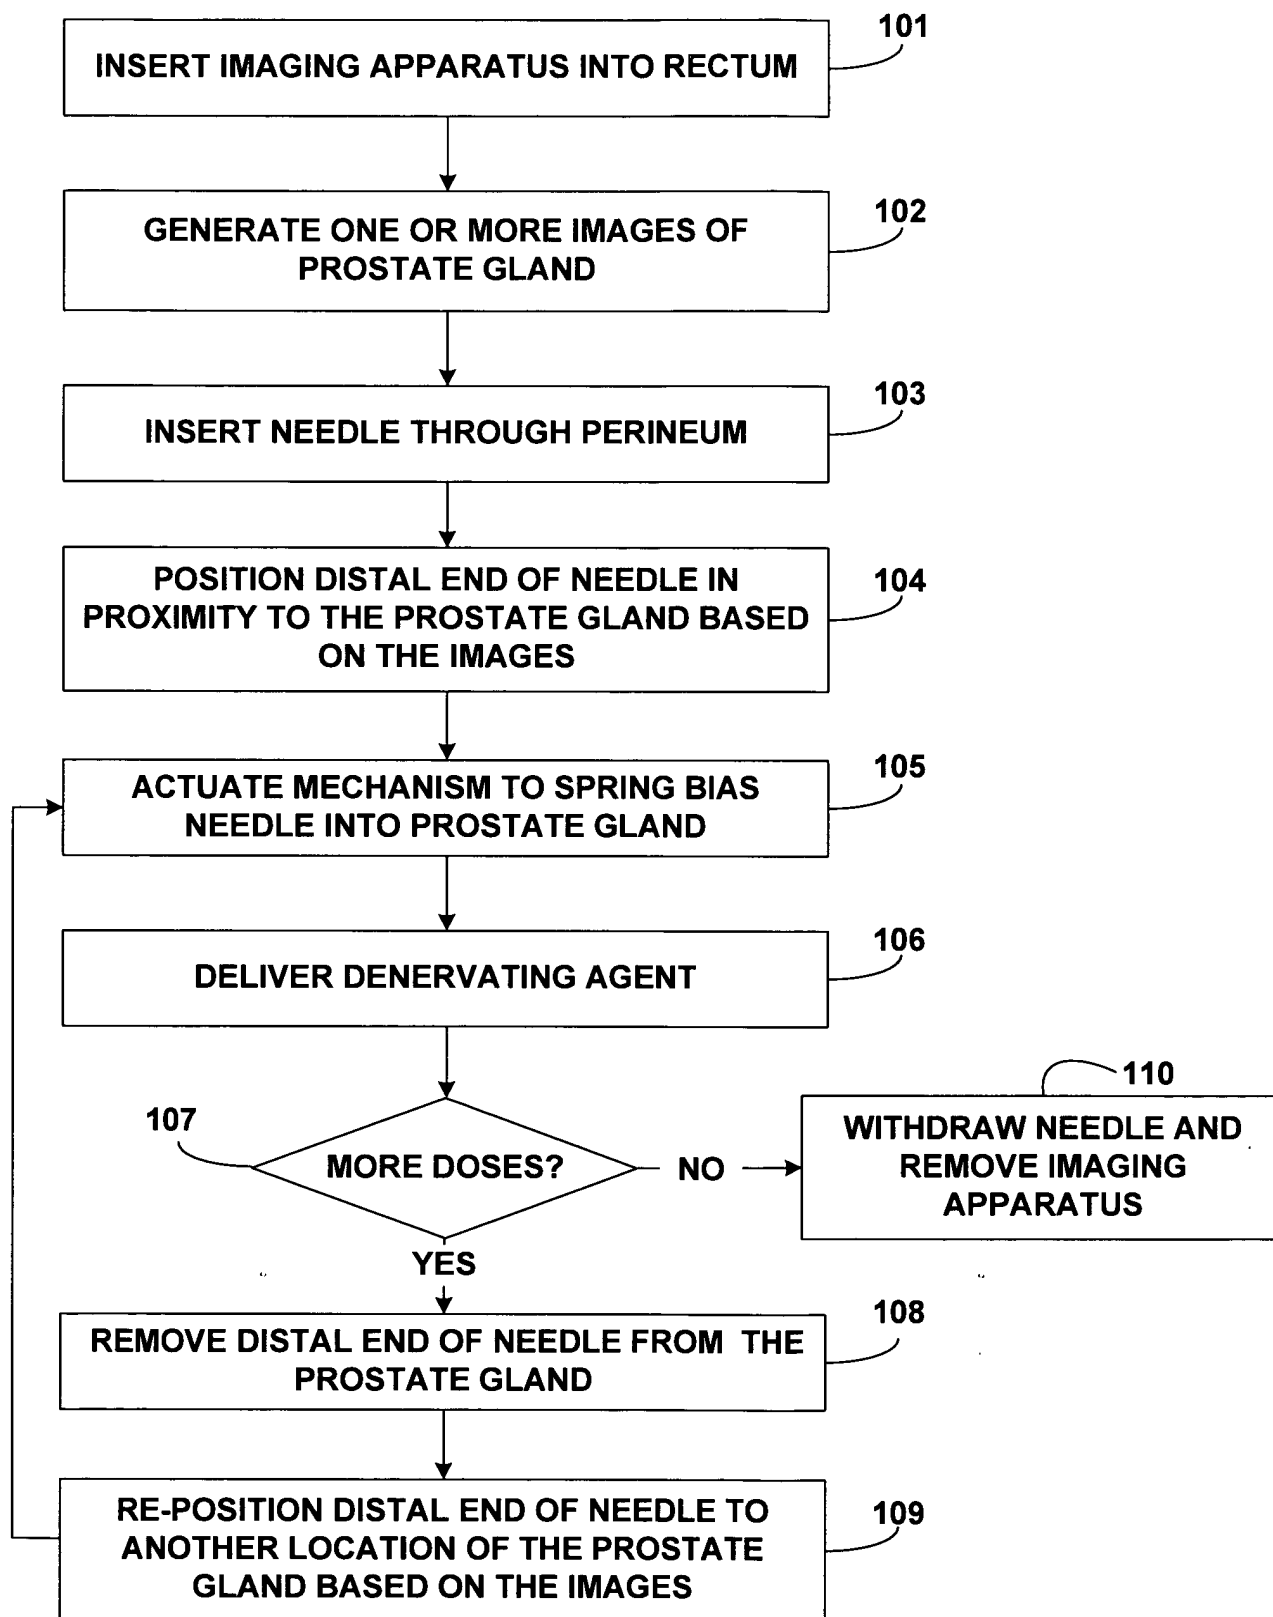 101
INSERT IMAGING APPARATUS INTO RECTUM
102
GENERATE ONE OR MORE IMAGES OF
PROSTATE GLAND
103
INSERT NEEDLE THROUGH PERINEUM
104
POSITION DISTAL END OF NEEDLE IN
PROXIMITY TO THE PROSTATE GLAND BASED
ON THE IMAGES
105
ACTUATE MECHANISM TO SPRING BIAS
NEEDLE INTO PROSTATE GLAND
106
DELIVER DENERVATING AGENT
107
MORE DOSES?
NO
110
WITHDRAW NEEDLE AND
REMOVE IMAGING
APPARATUS
YES
108
REMOVE DISTAL END OF NEEDLE FROM THE
PROSTATE GLAND
109
RE-POSITION DISTAL END OF NEEDLE TO
ANOTHER LOCATION OF THE PROSTATE
GLAND BASED ON THE IMAGES